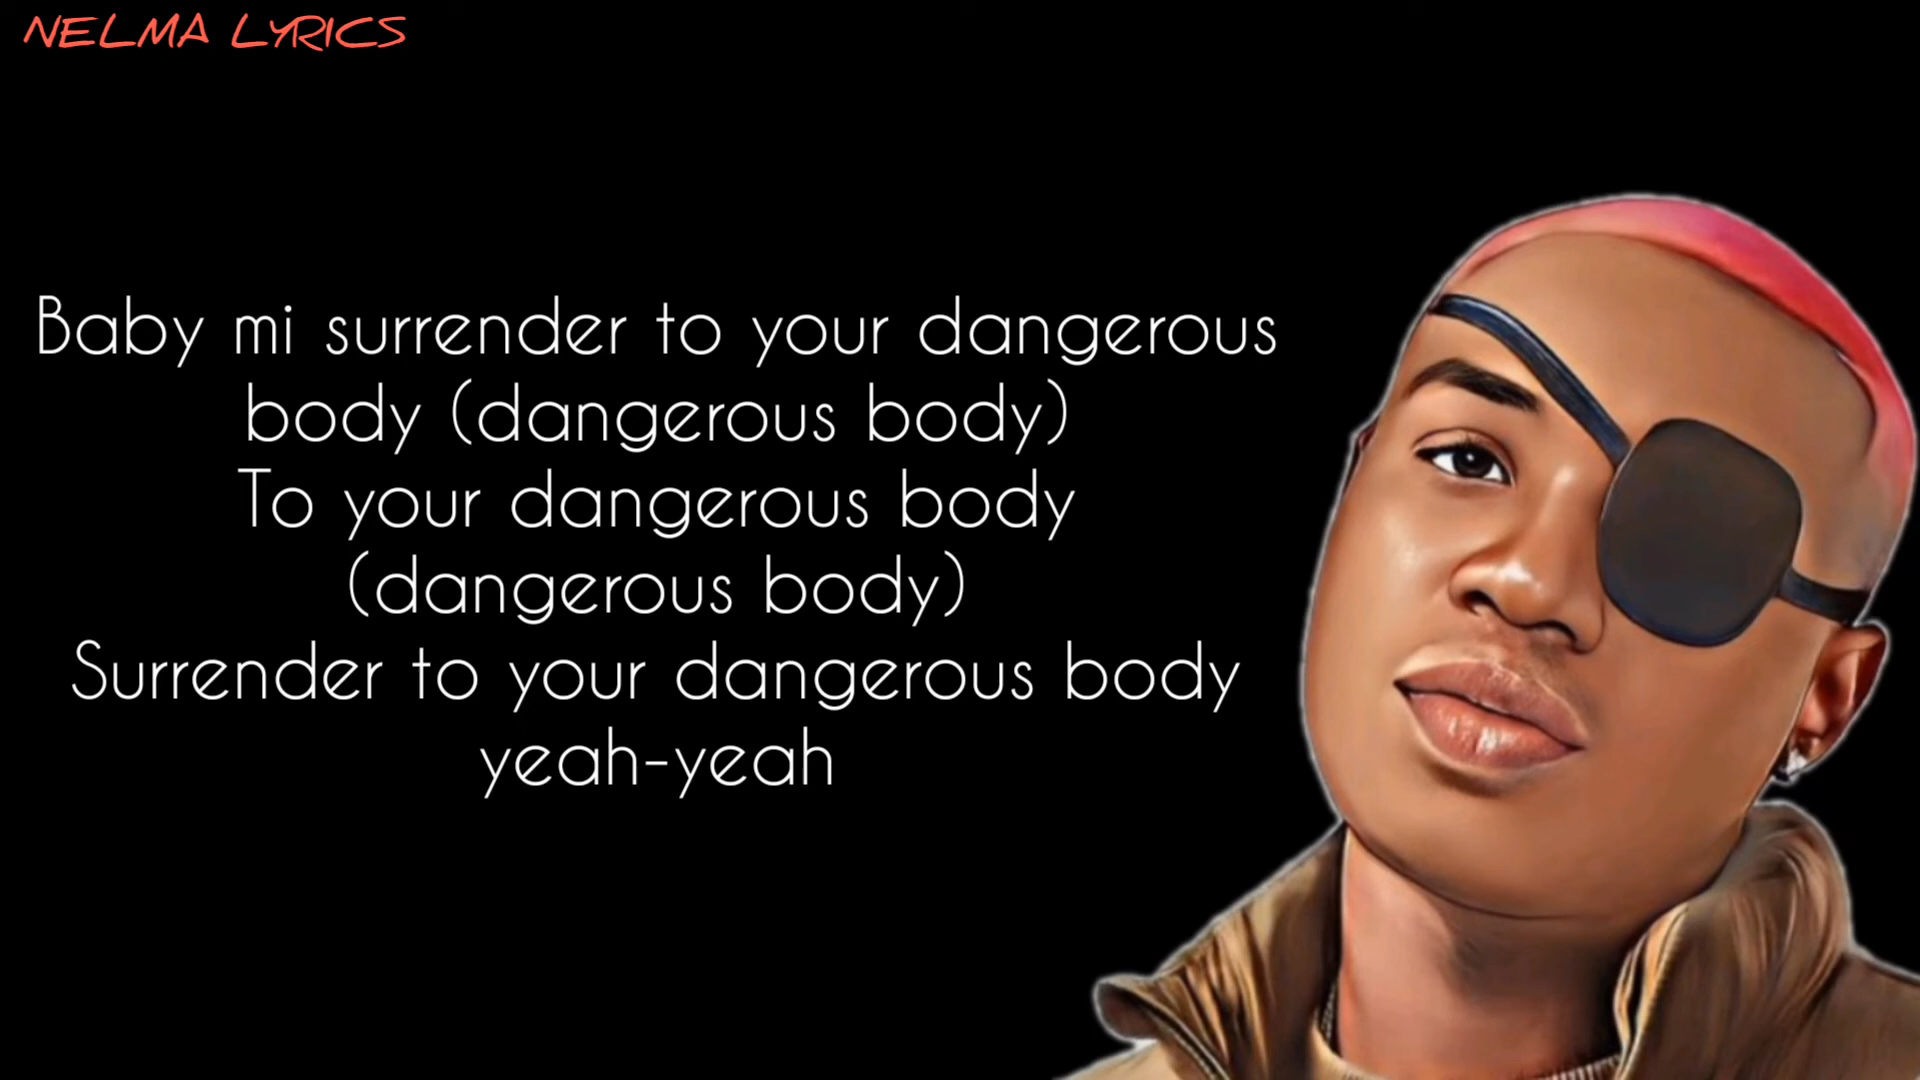 NELMA LYRICS
Baby mi surrender to your dangerous
body (dangerous body)
To your dangerous body
(dangerous body)
Surrender to your dangerous body
yeah-yeah